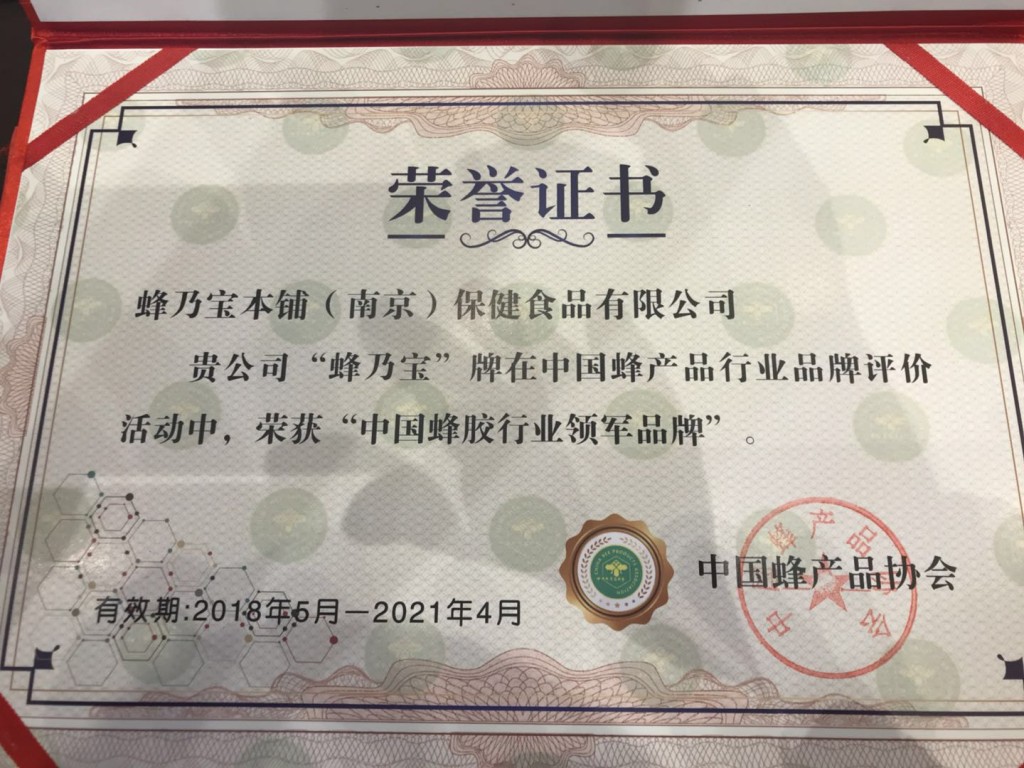 荣誉证书
蜂乃宝本铺（南京）保健食品有限公司
贵公司“蜂乃宝”牌在中国蜂产品行业品牌评价
活动中，荣获“中国蜂胶行业领军品牌”。
中国蜂产品协会
有效期:2018年5月—2021年4月